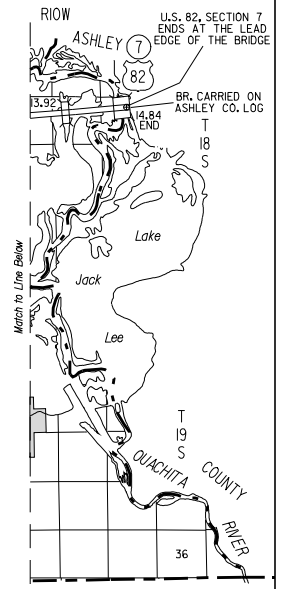 RIOW
U.S. 82, SECTION 7
ENDS AT THE LEAD
EDGE OF THE BRIDGE
ASHLEY
7
82
BR. CARRIED ON
ASHLEY CO. LOG
13.92
14.84
END
T
18
S
Lake
Jack
Lee
Match to Line Below
T
19
S
OUACHITA
COUNTY
RIVER
36